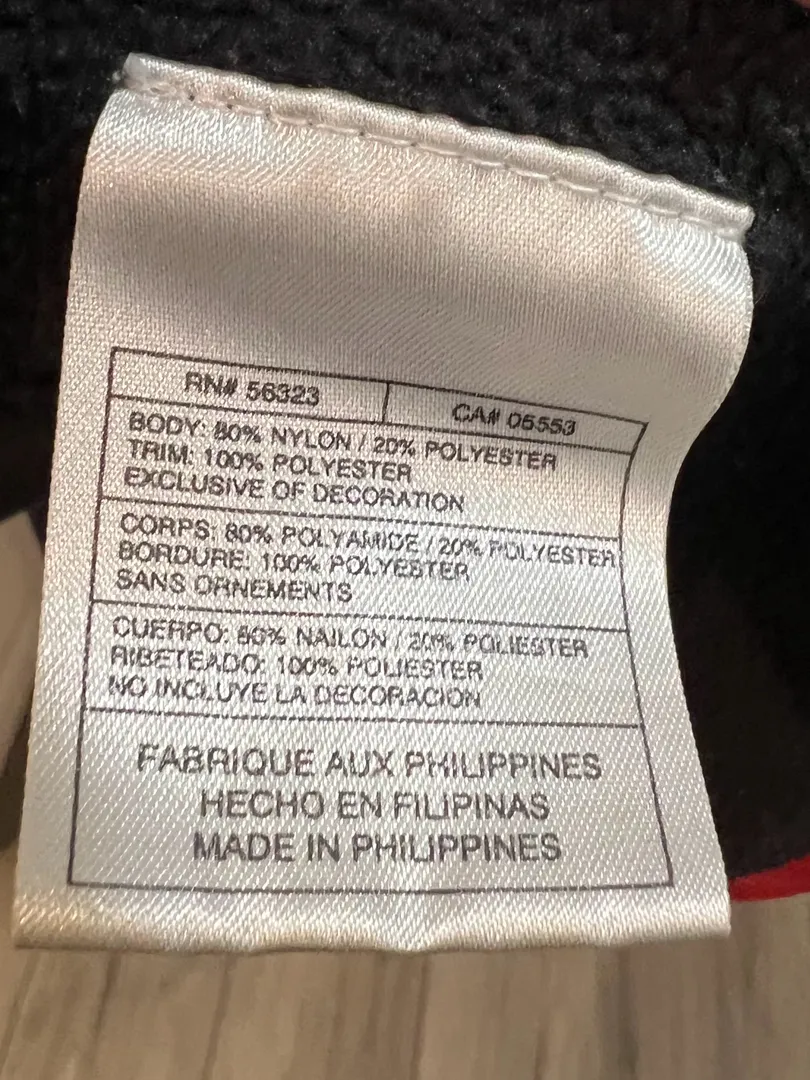 RN# 56323
CA# 05553
BODY: 80% NYLON / 20% POLYESTER
TRIM: 100% POLYESTER
EXCLUSIVE OF DECORATION
CORPS: 80% POLYAMIDE / 20% POLYESTER
BORDURE: 100% POLYESTER
SANS ORNEMENTS
CUERPO: 80% NAILON / 20% POLIESTER
RIBETEADO: 100% POLIESTER
NO INCLUYE LA DECORACION
FABRIQUE AUX PHILIPPINES
HECHO EN FILIPINAS
MADE IN PHILIPPINES